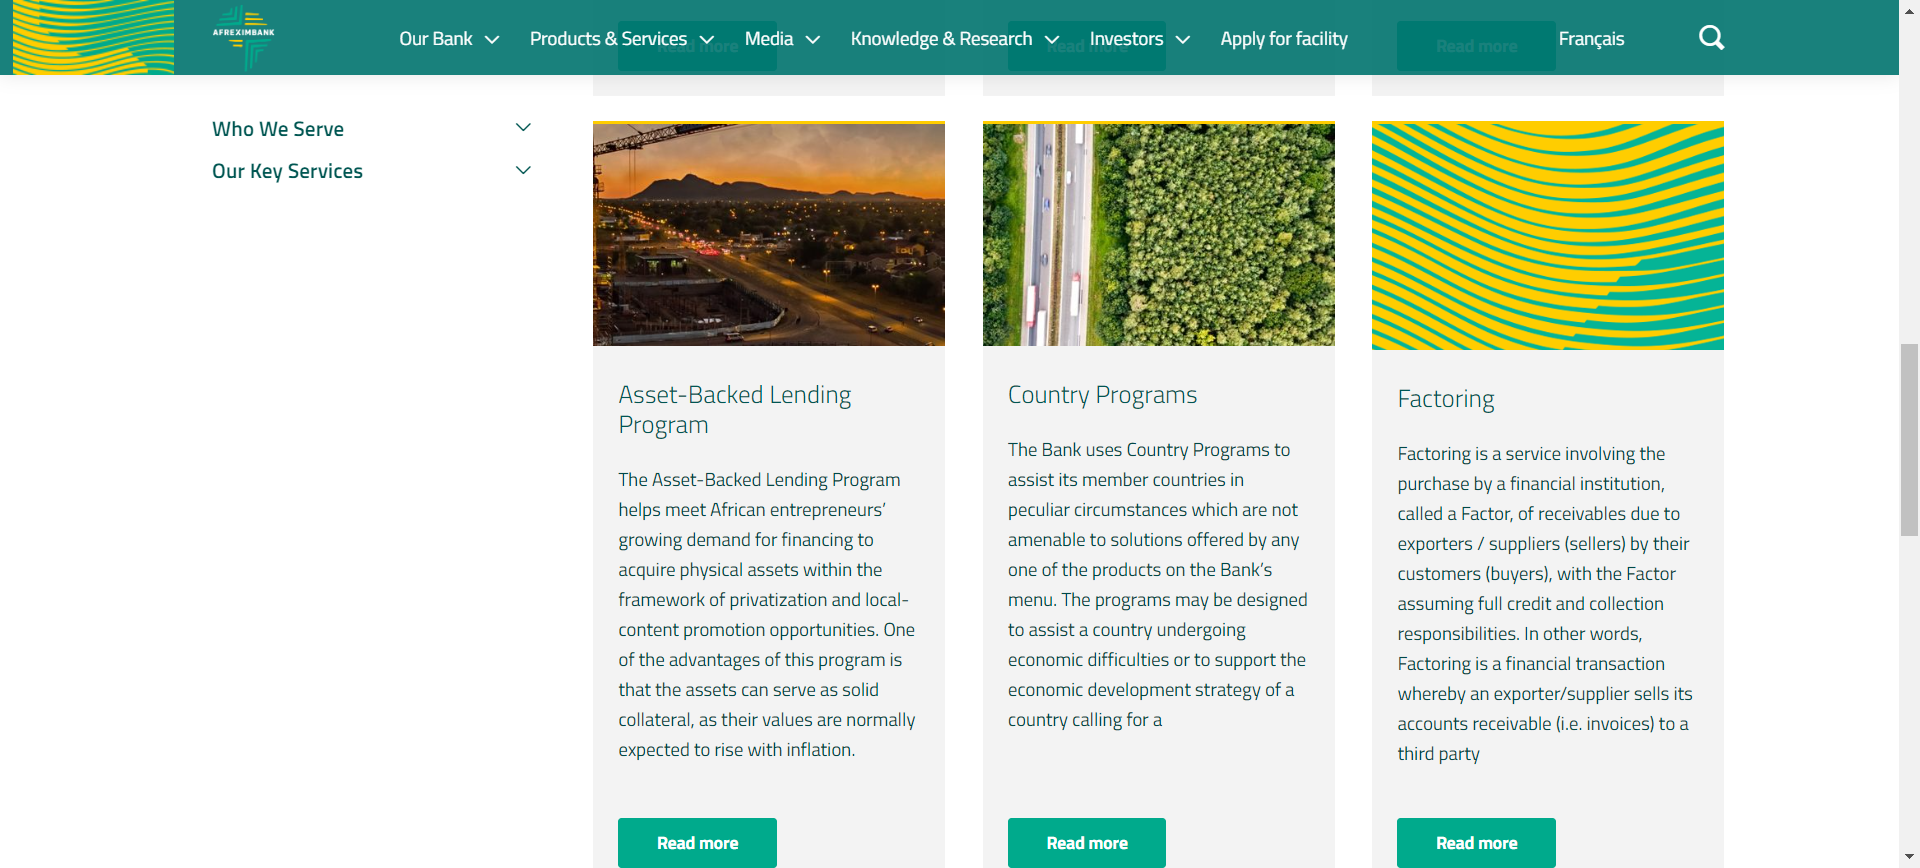 AFREXIMBANK
Our Bank
Products & Services
Media
Knowledge & Research
Investors
Apply for facility
Français
Read more
Read more
Read more
Who We Serve
Our Key Services
Asset-Backed Lending
Program
The Asset-Backed Lending Program
helps meet African entrepreneurs’
growing demand for financing to
acquire physical assets within the
framework of privatization and local-
content promotion opportunities. One
of the advantages of this program is
that the assets can serve as solid
collateral, as their values are normally
expected to rise with inflation.
Read more
Country Programs
The Bank uses Country Programs to
assist its member countries in
peculiar circumstances which are not
amenable to solutions offered by any
one of the products on the Bank’s
menu. The programs may be designed
to assist a country undergoing
economic difficulties or to support the
economic development strategy of a
country calling for a
Read more
Factoring
Factoring is a service involving the
purchase by a financial institution,
called a Factor, of receivables due to
exporters / suppliers (sellers) by their
customers (buyers), with the Factor
assuming full credit and collection
responsibilities. In other words,
Factoring is a financial transaction
whereby an exporter/supplier sells its
accounts receivable (i.e. invoices) to a
third party
Read more